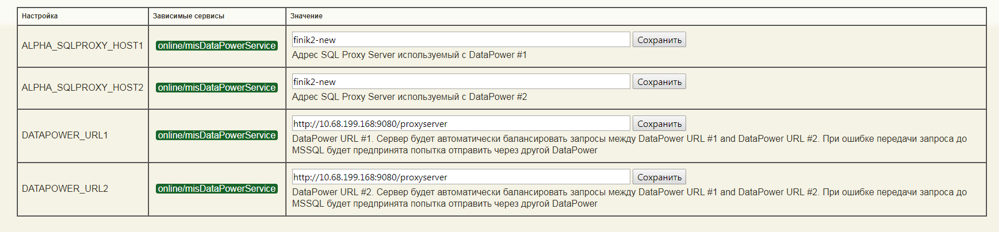 Настройка Зависимые сервисы Значение
ALPHA_SQLPROXY_HOST1 online/misDataPowerService finik2-new Сохранить
Адрес SQL Proxy Server используемый с DataPower #1
ALPHA_SQLPROXY_HOST2 online/misDataPowerService finik2-new Сохранить
Адрес SQL Proxy Server используемый с DataPower #2
DATAPOWER_URL1 online/misDataPowerService http://10.68.199.168:9080/proxyserver Сохранить
DataPower URL #1. Сервер будет автоматически балансировать запросы между DataPower URL #1 and DataPower URL #2. При ошибке передачи запроса до
MSSQL будет предпринята попытка отправить через другой DataPower
DATAPOWER_URL2 online/misDataPowerService http://10.68.199.168:9080/proxyserver Сохранить
DataPower URL #2. Сервер будет автоматически балансировать запросы между DataPower URL #1 and DataPower URL #2. При ошибке передачи запроса до
MSSQL будет предпринята попытка отправить через другой DataPower